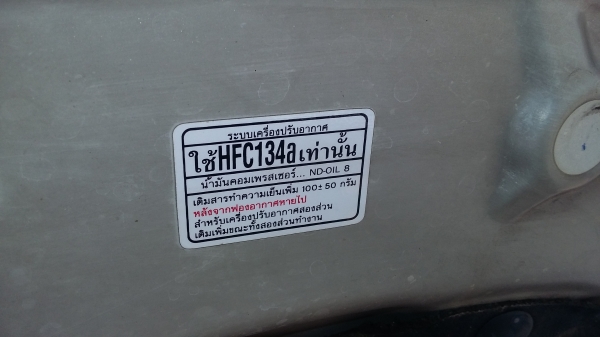 ระบบเครื่องปรับอากาศ
ใช้HFC134aเท่านั้น
น้ำมันคอมเพรสเซอร์... ND-OIL 8
เติมสารทำความเย็นเพิ่ม 100±50 กรัม
หลังจากฟองอากาศหายไป
สำหรับเครื่องปรับอากาศสองส่วน
เติมเพิ่มขณะทั้งสองส่วนทำงาน